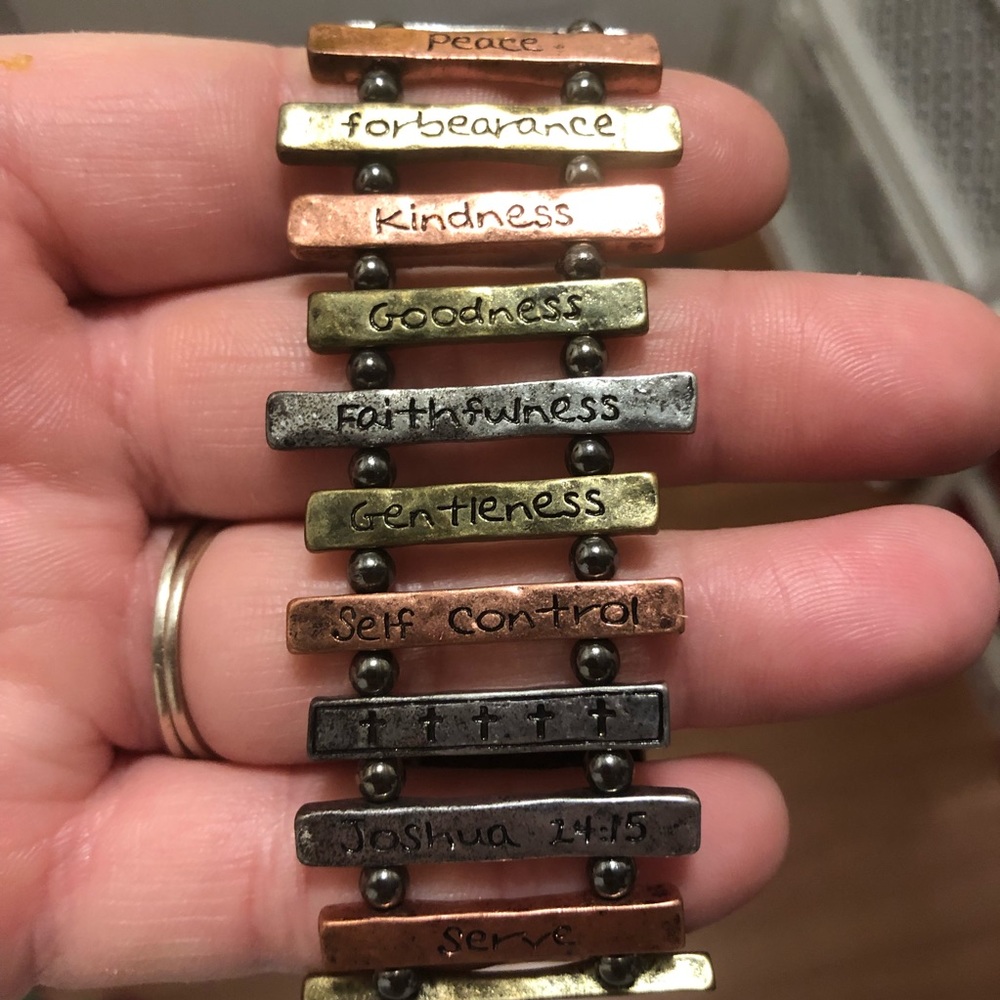 Peace
forbearance
Kindness
Goodness
Faithfulness
Gentleness
Self Control
Joshua 24:15
Serve